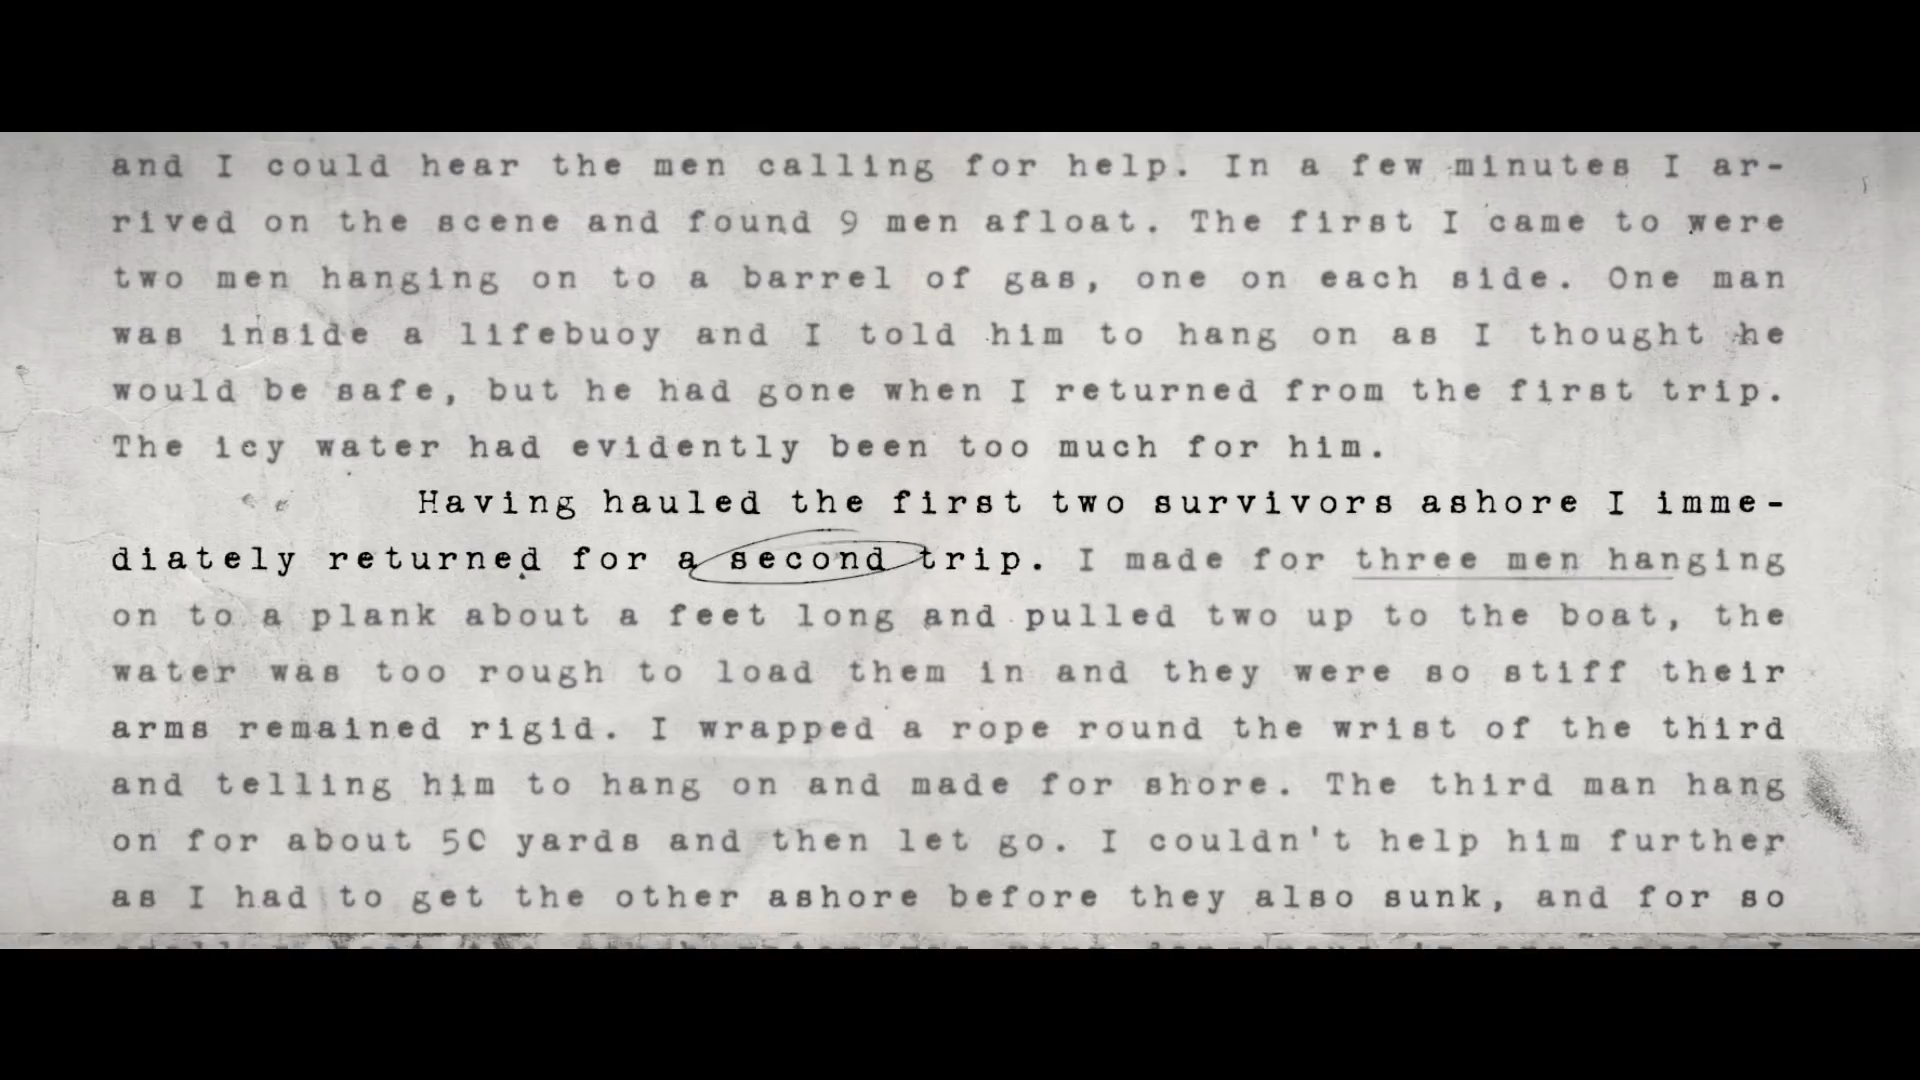 and I could hear the men calling for help. In a few minutes I ar-
rived on the scene and found 9 men afloat. The first I came to were
two men hanging on to a barrel of gas, one on each side. One man
was inside a lifebuoy and I told him to hang on as I thought he
would be safe, but he had gone when I returned from the first trip.
The icy water had evidently been too much for him.
Having hauled the first two survivors ashore I imme-
diately returned for a second trip. I made for three men hanging
on to a plank about a feet long and pulled two up to the boat, the
water was too rough to load them in and they were so stiff their
arms remained rigid. I wrapped a rope round the wrist of the third
and telling him to hang on and made for shore. The third man hang
on for about 50 yards and then let go. I couldn't help him further
as I had to get the other ashore before they also sunk, and for so